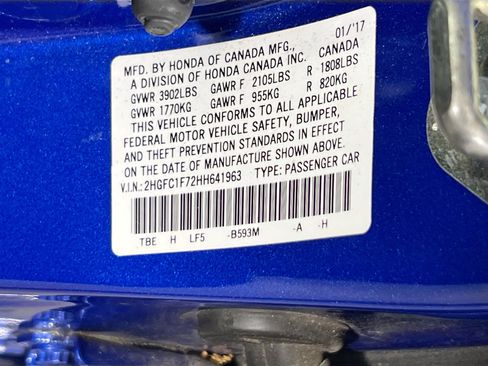 MFD. BY HONDA OF CANADA MFG., 01/'17
A DIVISION OF HONDA CANADA INC. CANADA
GVWR 3902LBS GAWR F 2105LBS R 1808LBS
GVWR 1770KG GAWR F 955KG R 820KG
THIS VEHICLE CONFORMS TO ALL APPLICABLE
FEDERAL MOTOR VEHICLE SAFETY, BUMPER,
AND THEFT PREVENTION STANDARDS IN EFFECT
ON THE DATE OF MANUFACTURE SHOWN ABOVE.
V.I.N.: 2HGFC1F72HH641963 TYPE: PASSENGER CAR
TBE H LF5 -B593M -A -H